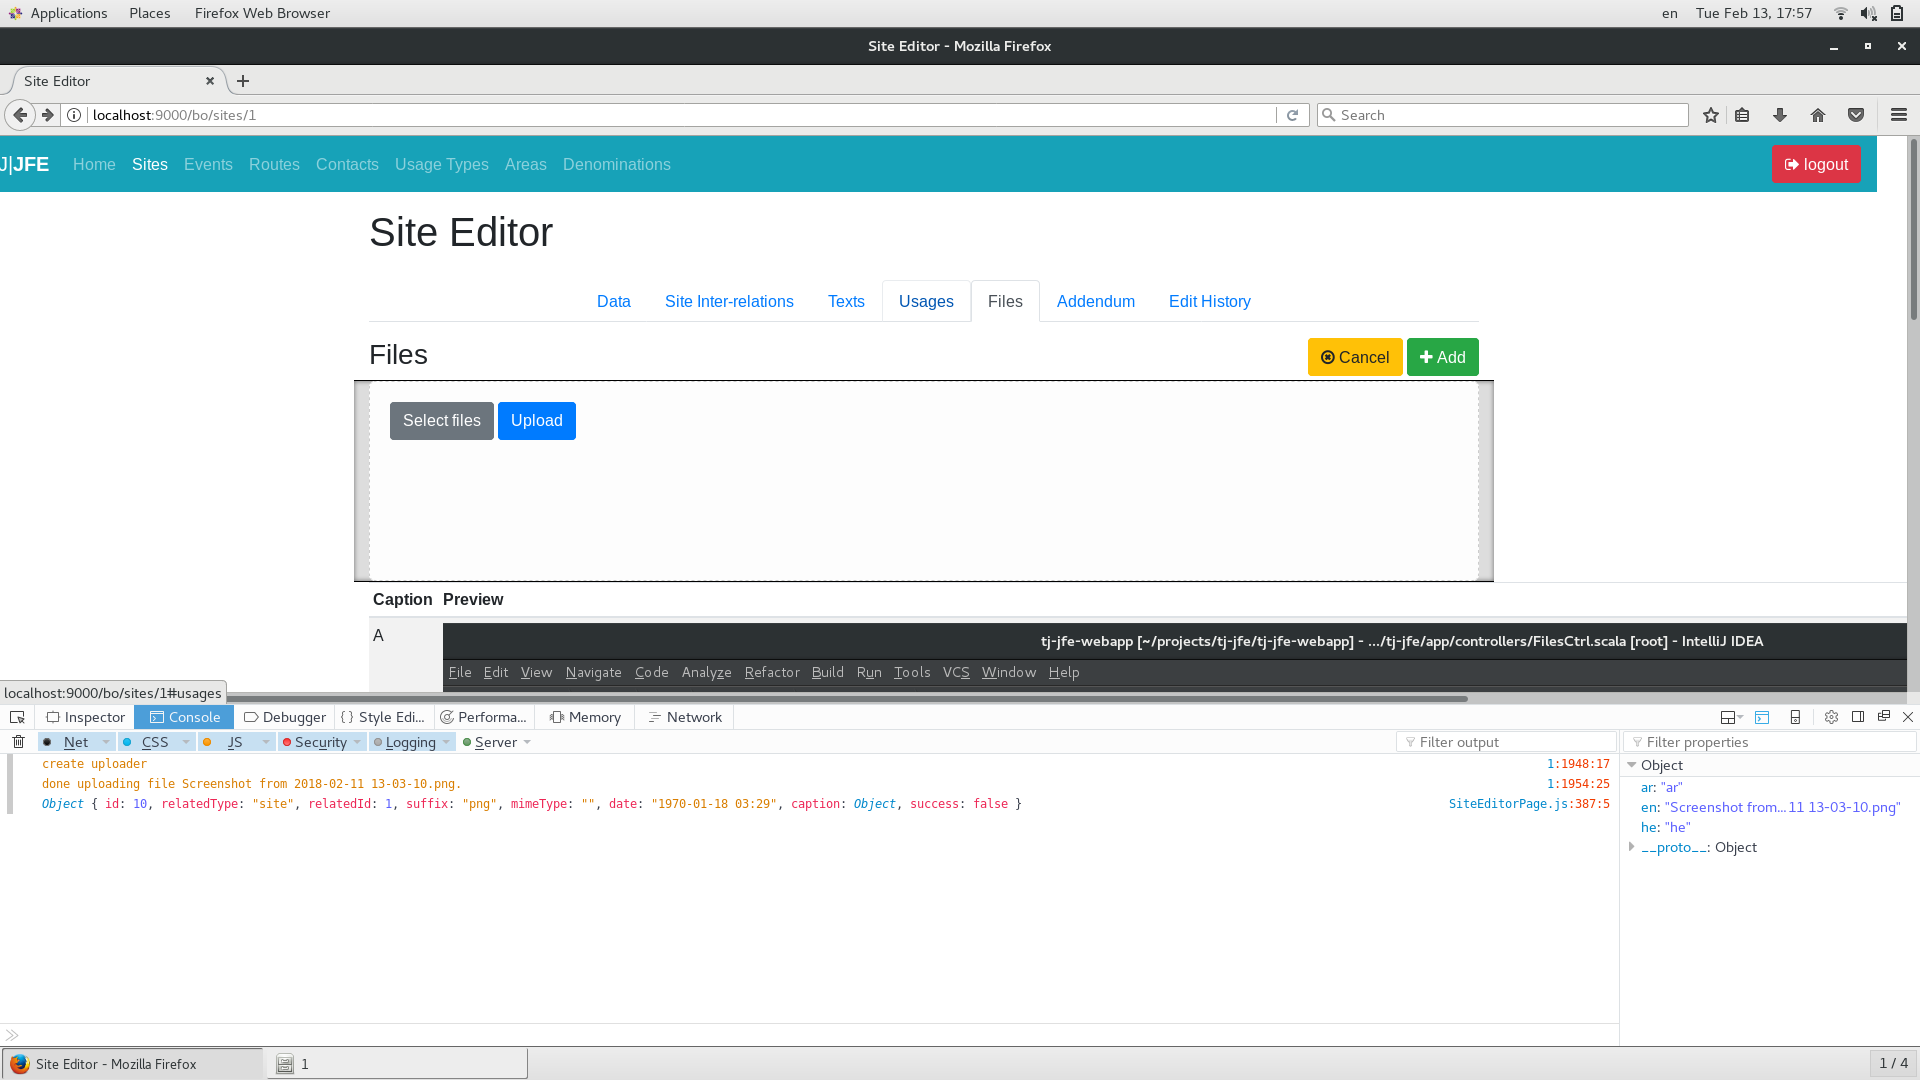 Applications Places Firefox Web Browser en Tue Feb 13, 17:57
Site Editor - Mozilla Firefox
Site Editor
localhost:9000/bo/sites/1 Search
J|JFE Home Sites Events Routes Contacts Usage Types Areas Denominations logout
Site Editor
Data Site Inter-relations Texts Usages Files Addendum Edit History
Files Cancel Add
Select files Upload
Caption Preview
A tj-jfe-webapp [~/projects/tj-jfe/tj-jfe-webapp] - .../tj-jfe/app/controllers/FilesCtrl.scala [root] - IntelliJ IDEA
File Edit View Navigate Code Analyze Refactor Build Run Tools VCS Window Help
localhost:9000/bo/sites/1#usages
Inspector Console Debugger { } Style Edi... Performa... Memory Network
Net CSS JS Security Logging Server Filter output Filter properties
create uploader 1:1948:17
done uploading file Screenshot from 2018-02-11 13-03-10.png. 1:1954:25
Object { id: 10, relatedType: "site", relatedId: 1, suffix: "png", mimeType: "", date: "1970-01-18 03:29", caption: Object, success: false } SiteEditorPage.js:387:5
Object
ar: "ar"
en: "Screenshot from...11 13-03-10.png"
he: "he"
__proto__: Object
Site Editor - Mozilla Firefox 1 1 / 4